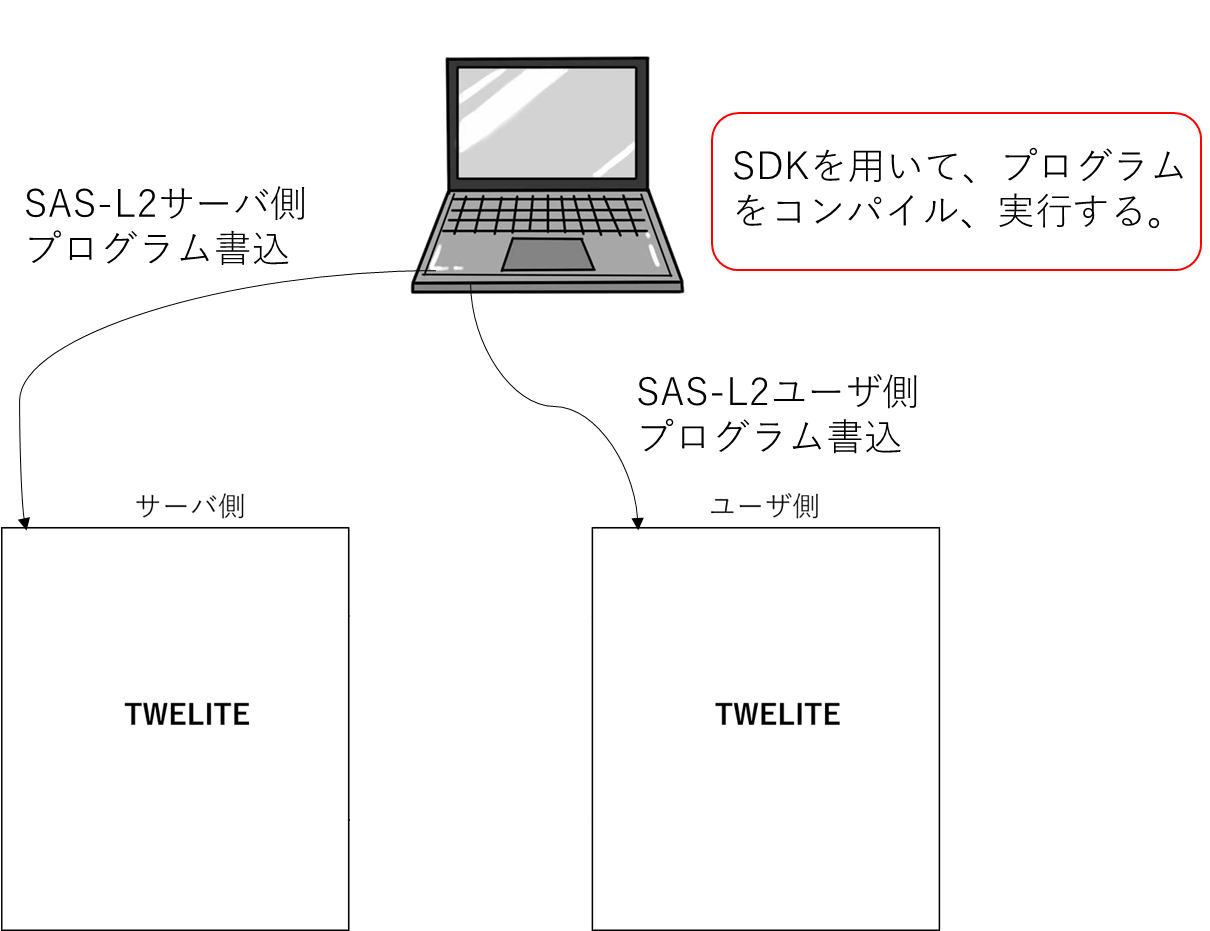 SDKを用いて、プログラム
をコンパイル、実行する。
SAS-L2サーバ側
プログラム書込
SAS-L2ユーザ側
プログラム書込
サーバ側
ユーザ側
TWELITE
TWELITE